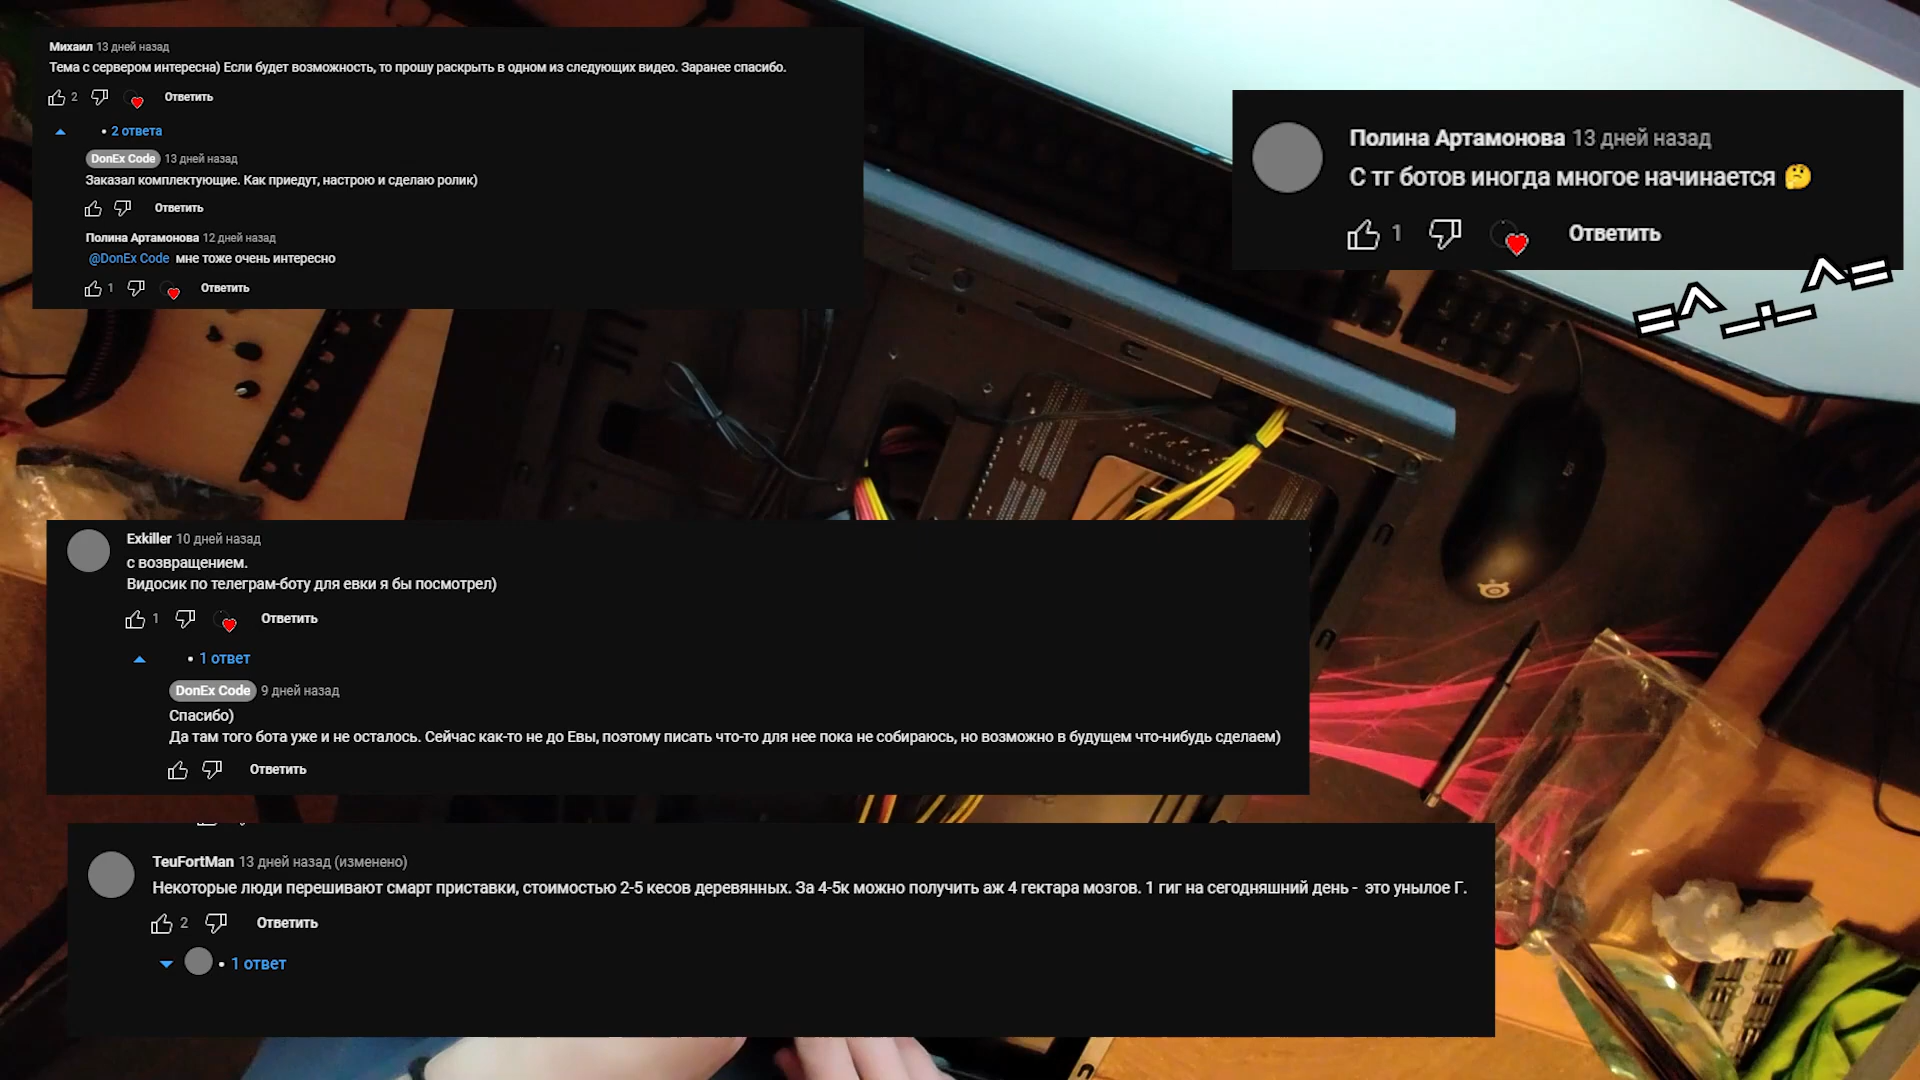 Михаил 13 дней назад
Тема с сервером интересна) Если будет возможность, то прошу раскрыть в одном из следующих видео. Заранее спасибо.
2 Ответить
• 2 ответа
DonEx Code 13 дней назад
Заказал комплектующие. Как приедут, настрою и сделаю ролик)
Ответить
Полина Артамонова 12 дней назад
@DonEx Code мне тоже очень интересно
1 Ответить
Полина Артамонова 13 дней назад
С тг ботов иногда многое начинается 🤔
1 Ответить
=^_._^=
Exkiller 10 дней назад
с возвращением.
Видосик по телеграм-боту для евки я бы посмотрел)
1 Ответить
• 1 ответ
DonEx Code 9 дней назад
Спасибо)
Да там того бота уже и не осталось. Сейчас как-то не до Евы, поэтому писать что-то для нее пока не собираюсь, но возможно в будущем что-нибудь сделаем)
Ответить
TeuFortMan 13 дней назад (изменено)
Некоторые люди перешивают смарт приставки, стоимостью 2-5 кесов деревянных. За 4-5к можно получить аж 4 гектара мозгов. 1 гиг на сегодняшний день - это унылое Г.
2 Ответить
• 1 ответ